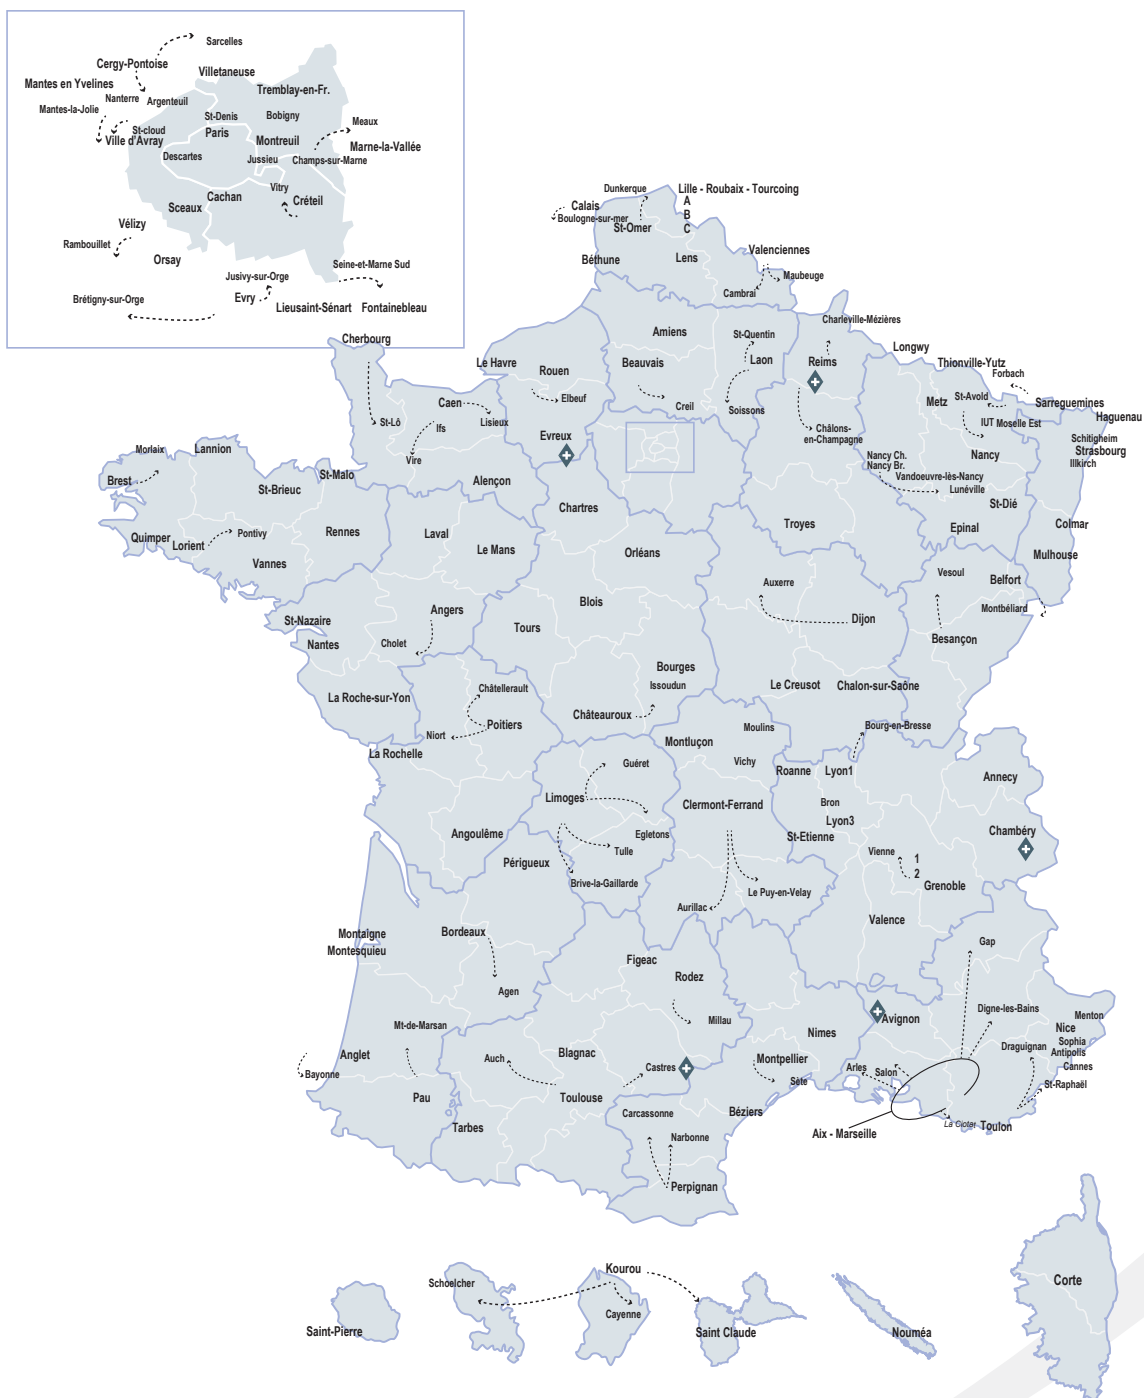 Sarcelles
Cergy-Pontoise
Villetaneuse
Mantes en Yvelines
Tremblay-en-Fr.
Nanterre
Argenteuil
Mantes-la-Jolie
St-Denis
Bobigny
Meaux
St-cloud
Paris
Ville d'Avray
Montreuil
Marne-la-Vallée
Descartes
Jussieu
Champs-sur-Marne
Vitry
Cachan
Créteil
Sceaux
Vélizy
Rambouillet
Orsay
Seine-et-Marne Sud
Jusivy-sur-Orge
Brétigny-sur-Orge
Evry
Lieusaint-Sénart
Fontainebleau
Dunkerque
Lille - Roubaix - Tourcoing
A
B
C
Calais
Boulogne-sur-mer
St-Omer
Béthune
Lens
Valenciennes
Maubeuge
Cambrai
Charleville-Mézières
Cherbourg
Amiens
St-Quentin
Longwy
Le Havre
Beauvais
Laon
Reims
Thionville-Yutz
Rouen
Forbach
Elbeuf
Creil
Soissons
Metz
St-Avold
Sarreguemines
Caen
Haguenau
St-Lô
Ifs
Lisieux
Châlons-
en-Champagne
IUT Moselle Est
Evreux
Schitigheim
Strasbourg
Illkirch
Morlaix
Lannion
Vire
Nancy Ch.
Nancy Br.
Nancy
Brest
St-Malo
Alençon
Vandoeuvre-lès-Nancy
St-Brieuc
Lunéville
Chartres
St-Dié
Troyes
Epinal
Colmar
Quimper
Lorient
Pontivy
Rennes
Laval
Le Mans
Orléans
Mulhouse
Vannes
Vesoul
Belfort
Auxerre
Blois
Montbéliard
St-Nazaire
Angers
Tours
Dijon
Nantes
Cholet
Besançon
Bourges
Issoudun
Le Creusot
Chalon-sur-Saône
La Roche-sur-Yon
Châtellerault
Châteauroux
Poitiers
Niort
Moulins
Bourg-en-Bresse
Montluçon
La Rochelle
Guéret
Vichy
Roanne
Lyon1
Annecy
Limoges
Clermont-Ferrand
Bron
Lyon3
Angoulême
Egletons
St-Etienne
Chambéry
Tulle
Vienne
1
2
Périgueux
Brive-la-Gaillarde
Le Puy-en-Velay
Grenoble
Aurillac
Valence
Montaigne
Montesquieu
Bordeaux
Gap
Figeac
Rodez
Agen
Digne-les-Bains
Mt-de-Marsan
Millau
Avignon
Menton
Nimes
Nice
Sophia
Antipolis
Draguignan
Anglet
Auch
Blagnac
Castres
Montpellier
Arles
Salon
Cannes
Bayonne
Sète
St-Raphaël
Pau
Toulouse
Carcassonne
Béziers
La Ciotat
Toulon
Tarbes
Narbonne
Aix - Marseille
Perpignan
Kourou
Schoelcher
Corte
Cayenne
Saint-Pierre
Saint Claude
Nouméa